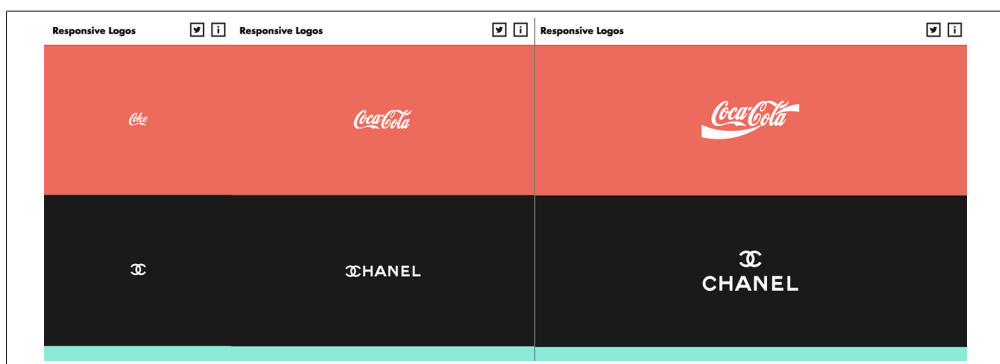 Responsive Logos
Responsive Logos
Responsive Logos
Coke
Coca-Cola
Coca-Cola
CHANEL
CHANEL